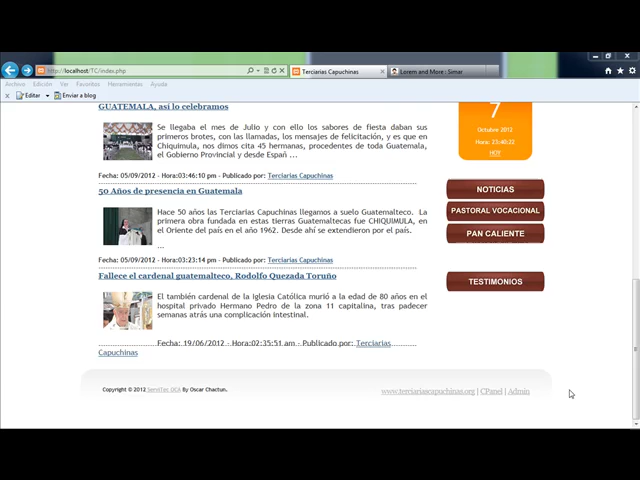 http://localhost/TC/index.php
Terciarias Capuchinas
Lorem and More : Simar
Archivo Edición Ver Favoritos Herramientas Ayuda
x Editar Enviar a blog
GUATEMALA, así lo celebramos
Se llegaba el mes de Julio y con ello los sabores de fiesta daban sus
primeros brotes, con las llamadas, los mensajes de felicitación, y es que en
Chiquimula, nos dimos cita 45 hermanas, procedentes de toda Guatemala,
el Gobierno Provincial y desde Españ ...
Fecha: 05/09/2012 - Hora:03:46:10 pm - Publicado por: Terciarias Capuchinas
50 Años de presencia en Guatemala
Hace 50 años las Terciarias Capuchinas llegamos a suelo Guatemalteco. La
primera obra fundada en estas tierras Guatemaltecas fue CHIQUIMULA, en
el Oriente del país en el año 1962. Desde ahí se extendieron por el país.
...
Fecha: 05/09/2012 - Hora:03:23:14 pm - Publicado por: Terciarias Capuchinas
Fallece el cardenal guatemalteco, Rodolfo Quezada Toruño
El también cardenal de la Iglesia Católica murió a la edad de 80 años en el
hospital privado Hermano Pedro de la zona 11 capitalina, tras padecer
semanas atrás una complicación intestinal.
Fecha: 19/06/2012 - Hora:02:35:51 am - Publicado por: Terciarias
Capuchinas
7
Octubre 2012
Hora: 23:40:22
HOY
NOTICIAS
PASTORAL VOCACIONAL
PAN CALIENTE
TESTIMONIOS
Copyright © 2012 ServiTec OCA By Oscar Chactun.
www.terciariascapuchinas.org | CPanel | Admin